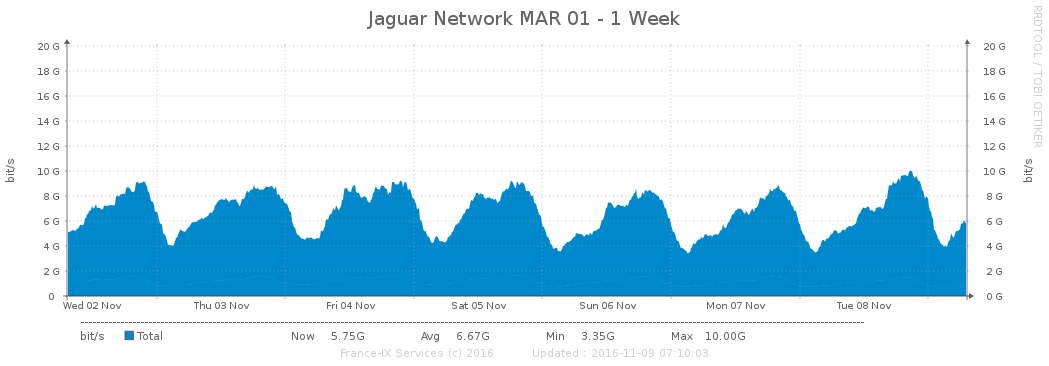 Jaguar Network MAR 01 - 1 Week
RRDTOOL / TOBI OETIKER
bit/s
20 G 20 G
18 G 18 G
16 G 16 G
14 G 14 G
12 G 12 G
10 G 10 G
8 G 8 G
6 G 6 G
4 G 4 G
2 G 2 G
0 0 G
bit/s
Wed 02 Nov Thu 03 Nov Fri 04 Nov Sat 05 Nov Sun 06 Nov Mon 07 Nov Tue 08 Nov
bit/s Total Now 5.75G Avg 6.67G Min 3.35G Max 10.00G
France-IX Services (c) 2016 Updated : 2016-11-09 07:10:03